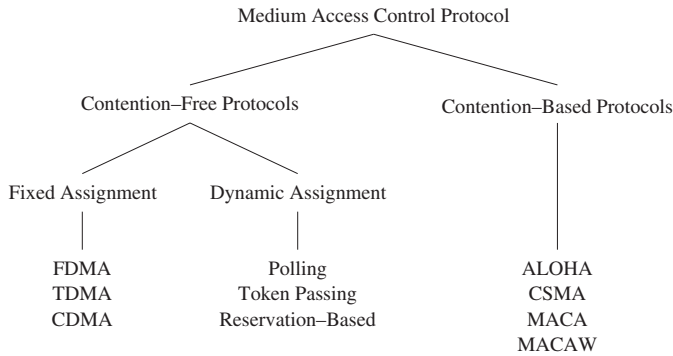 Medium Access Control Protocol
Contention–Free Protocols
Contention–Based Protocols
Fixed Assignment
Dynamic Assignment
FDMA
TDMA
CDMA
Polling
Token Passing
Reservation–Based
ALOHA
CSMA
MACA
MACAW